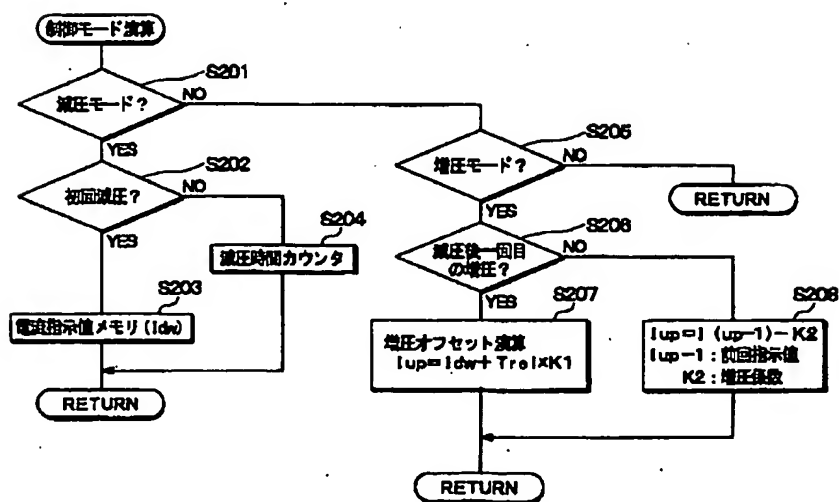 制御モード演算
S201
減圧モード?
NO
YES
S202
初回減圧?
NO
YES
S204
減圧時間カウンタ
S203
電流指示値メモリ(Idw)
RETURN
S205
増圧モード?
NO
RETURN
YES
S206
減圧後一回目
の増圧?
NO
YES
S207
増圧オフセット演算
Iup=Idw+Trel×K1
S208
Iup=I(up-1)-K2
Iup-1:前回指示値
K2:増圧係数
RETURN